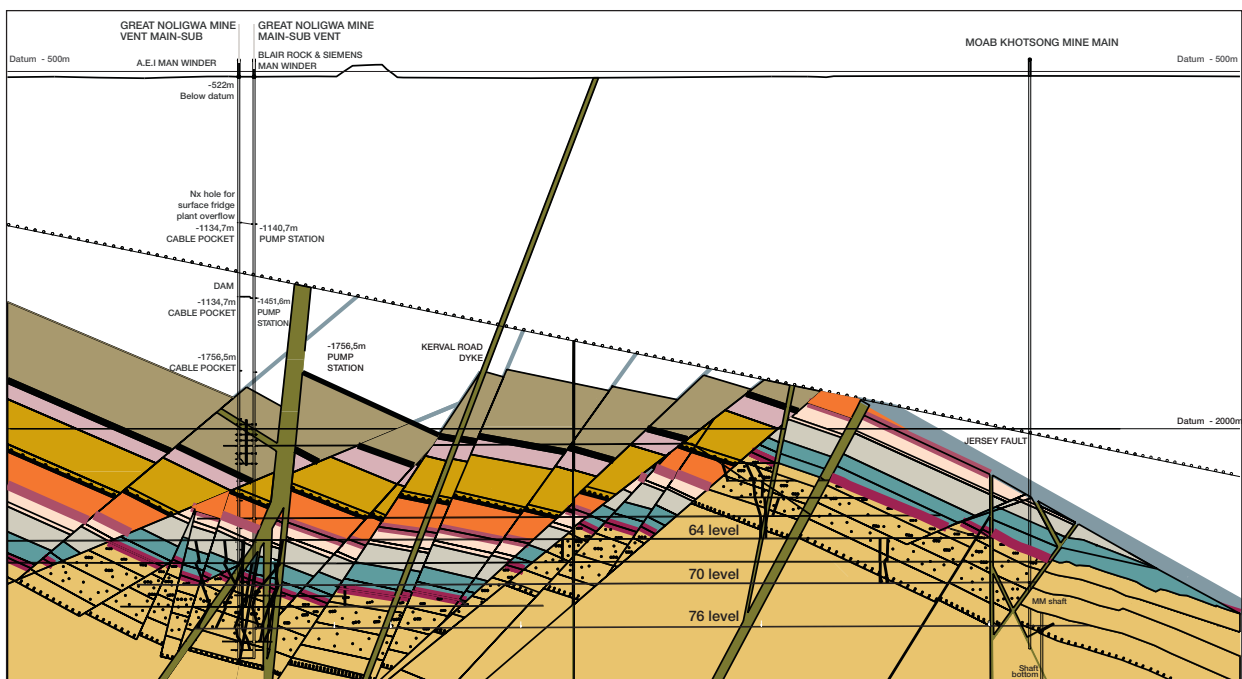 GREAT NOLIGWA MINE
VENT MAIN-SUB
GREAT NOLIGWA MINE
MAIN-SUB VENT
MOAB KHOTSONG MINE MAIN
Datum - 500m
A.E.I MAN WINDER
BLAIR ROCK & SIEMENS
MAN WINDER
Datum - 500m
-522m
Below datum
Nx hole for
surface fridge
plant overflow
-1134,7m
CABLE POCKET
-1140,7m
PUMP STATION
DAM
-1134,7m
CABLE POCKET
-1451,6m
PUMP
STATION
-1756,5m
CABLE POCKET
-1756,5m
PUMP
STATION
KERVAL ROAD
DYKE
Datum - 2000m
JERSEY FAULT
64 level
70 level
76 level
MM shaft
Shaft
bottom